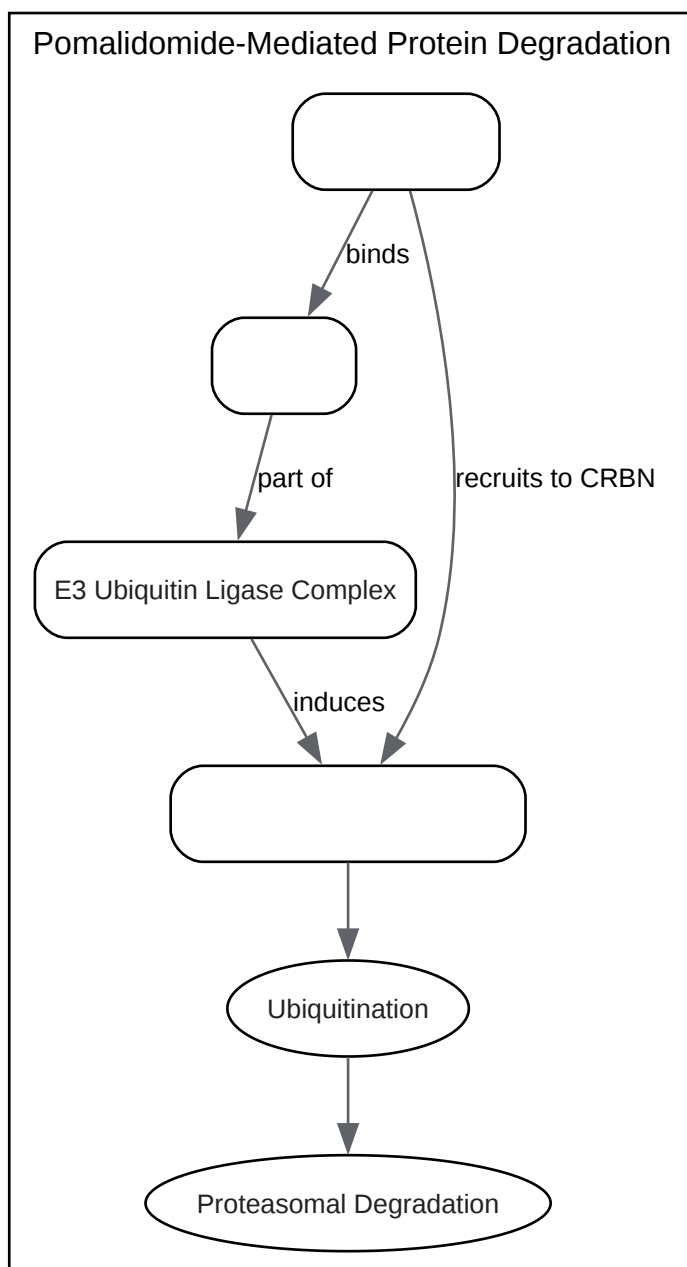 Pomalidomide-Mediated Protein Degradation
binds
part of
recruits to CRBN
E3 Ubiquitin Ligase Complex
induces
Ubiquitination
Proteasomal Degradation